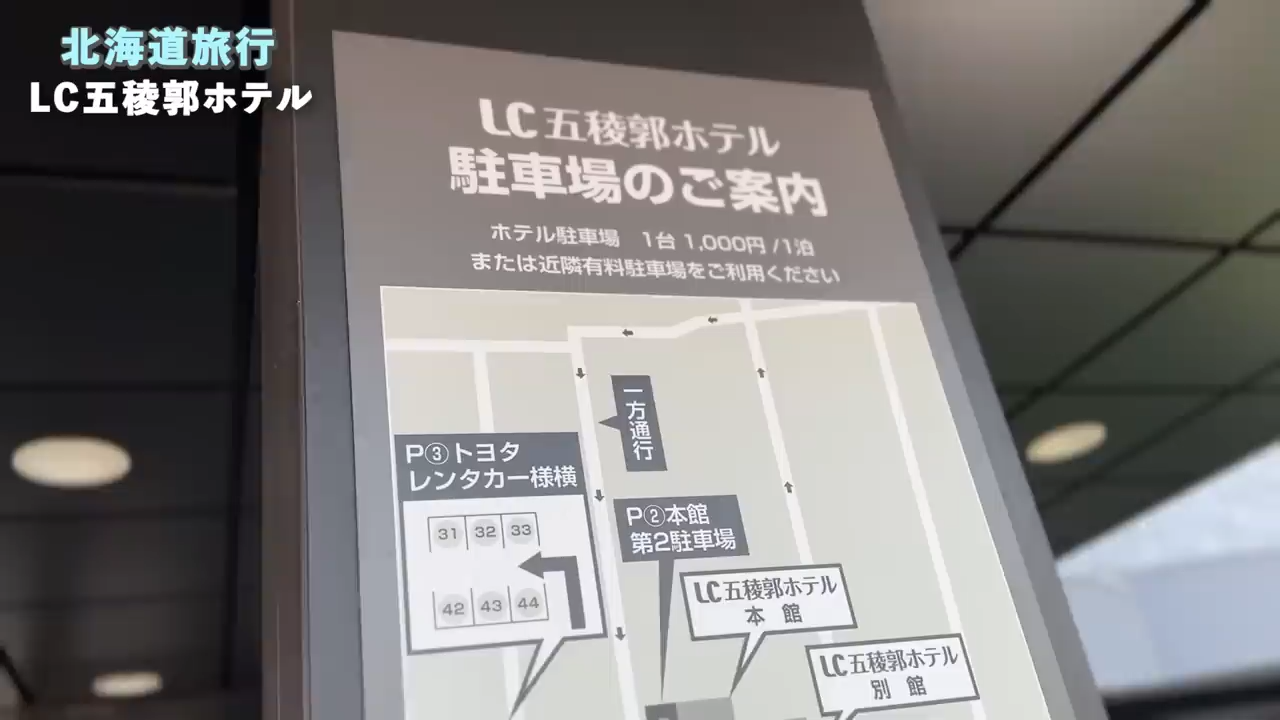 北海道旅行
LC五稜郭ホテル
LC五稜郭ホテル
駐車場のご案内
ホテル駐車場 1台 1,000円 /1泊
または近隣有料駐車場をご利用ください
一方通行
P③トヨタ
レンタカー様横
31 32 33
42 43 44
P②本館
第2駐車場
LC五稜郭ホテル
本館
LC五稜郭ホテル
別館